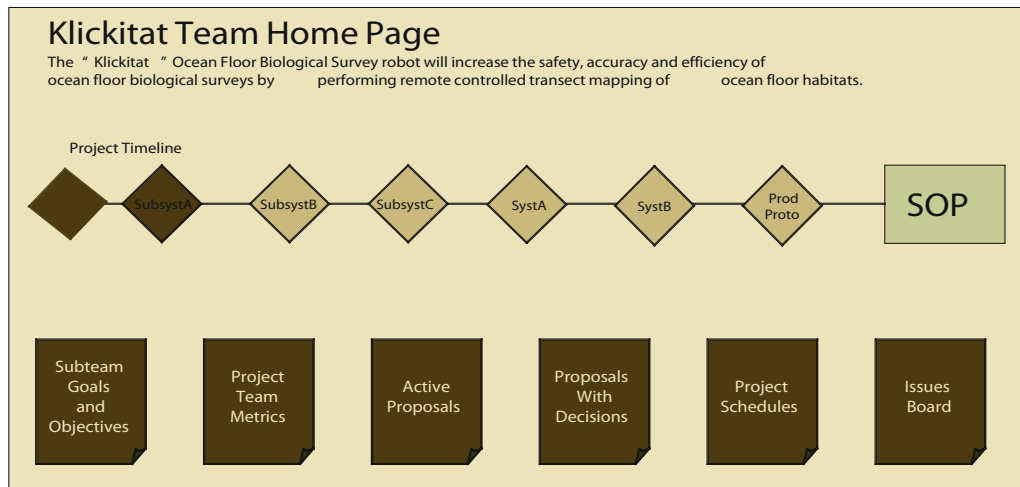 Klickitat Team Home Page
The “ Klickitat ” Ocean Floor Biological Survey robot will increase the safety, accuracy and efficiency of
ocean floor biological surveys by performing remote controlled transect mapping of ocean floor habitats.
Project Timeline
SubsystA
SubsystB
SubsystC
SystA
SystB
Prod
Proto
SOP
Subteam
Goals
and
Objectives
Project
Team
Metrics
Active
Proposals
Proposals
With
Decisions
Project
Schedules
Issues
Board